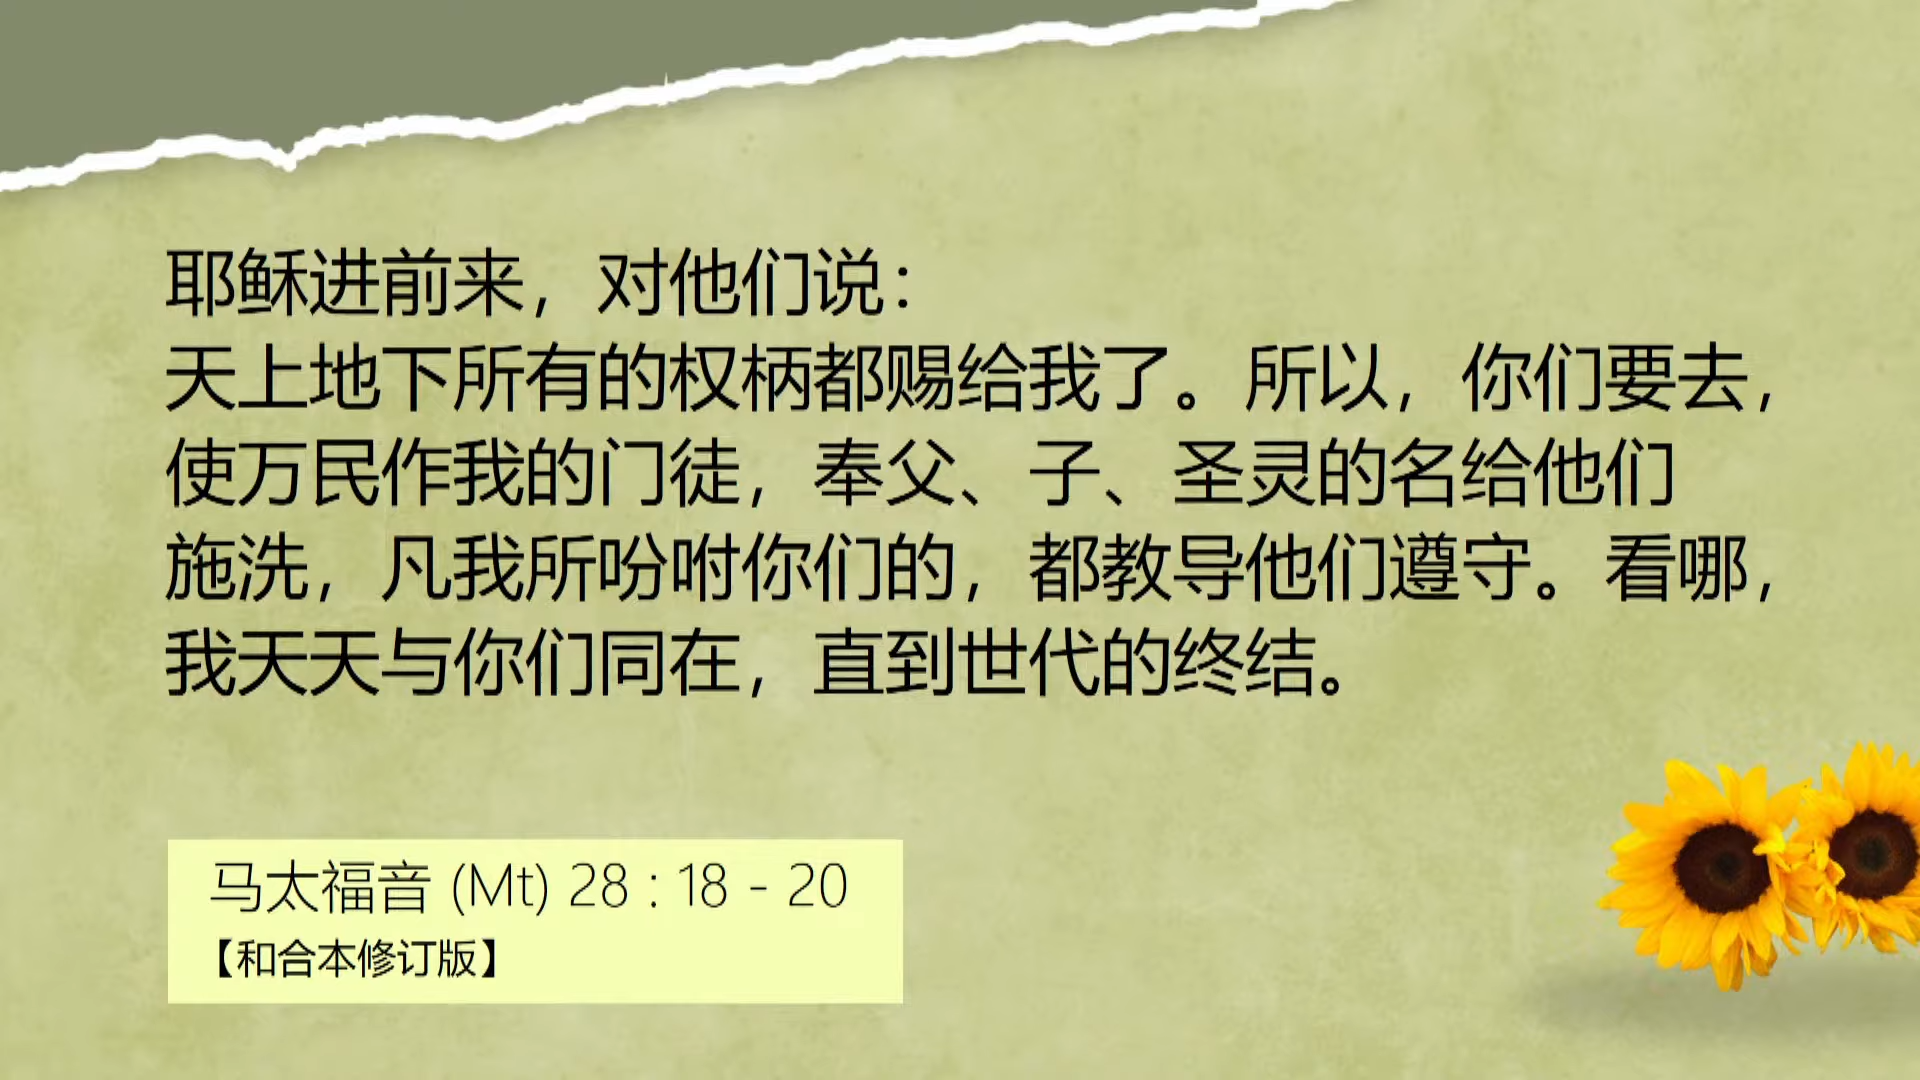 耶稣进前来，对他们说：
天上地下所有的权柄都赐给我了。所以，你们要去，
使万民作我的门徒，奉父、子、圣灵的名给他们
施洗，凡我所吩咐你们的，都教导他们遵守。看哪，
我天天与你们同在，直到世代的终结。
马太福音 (Mt) 28 : 18 - 20
【和合本修订版】